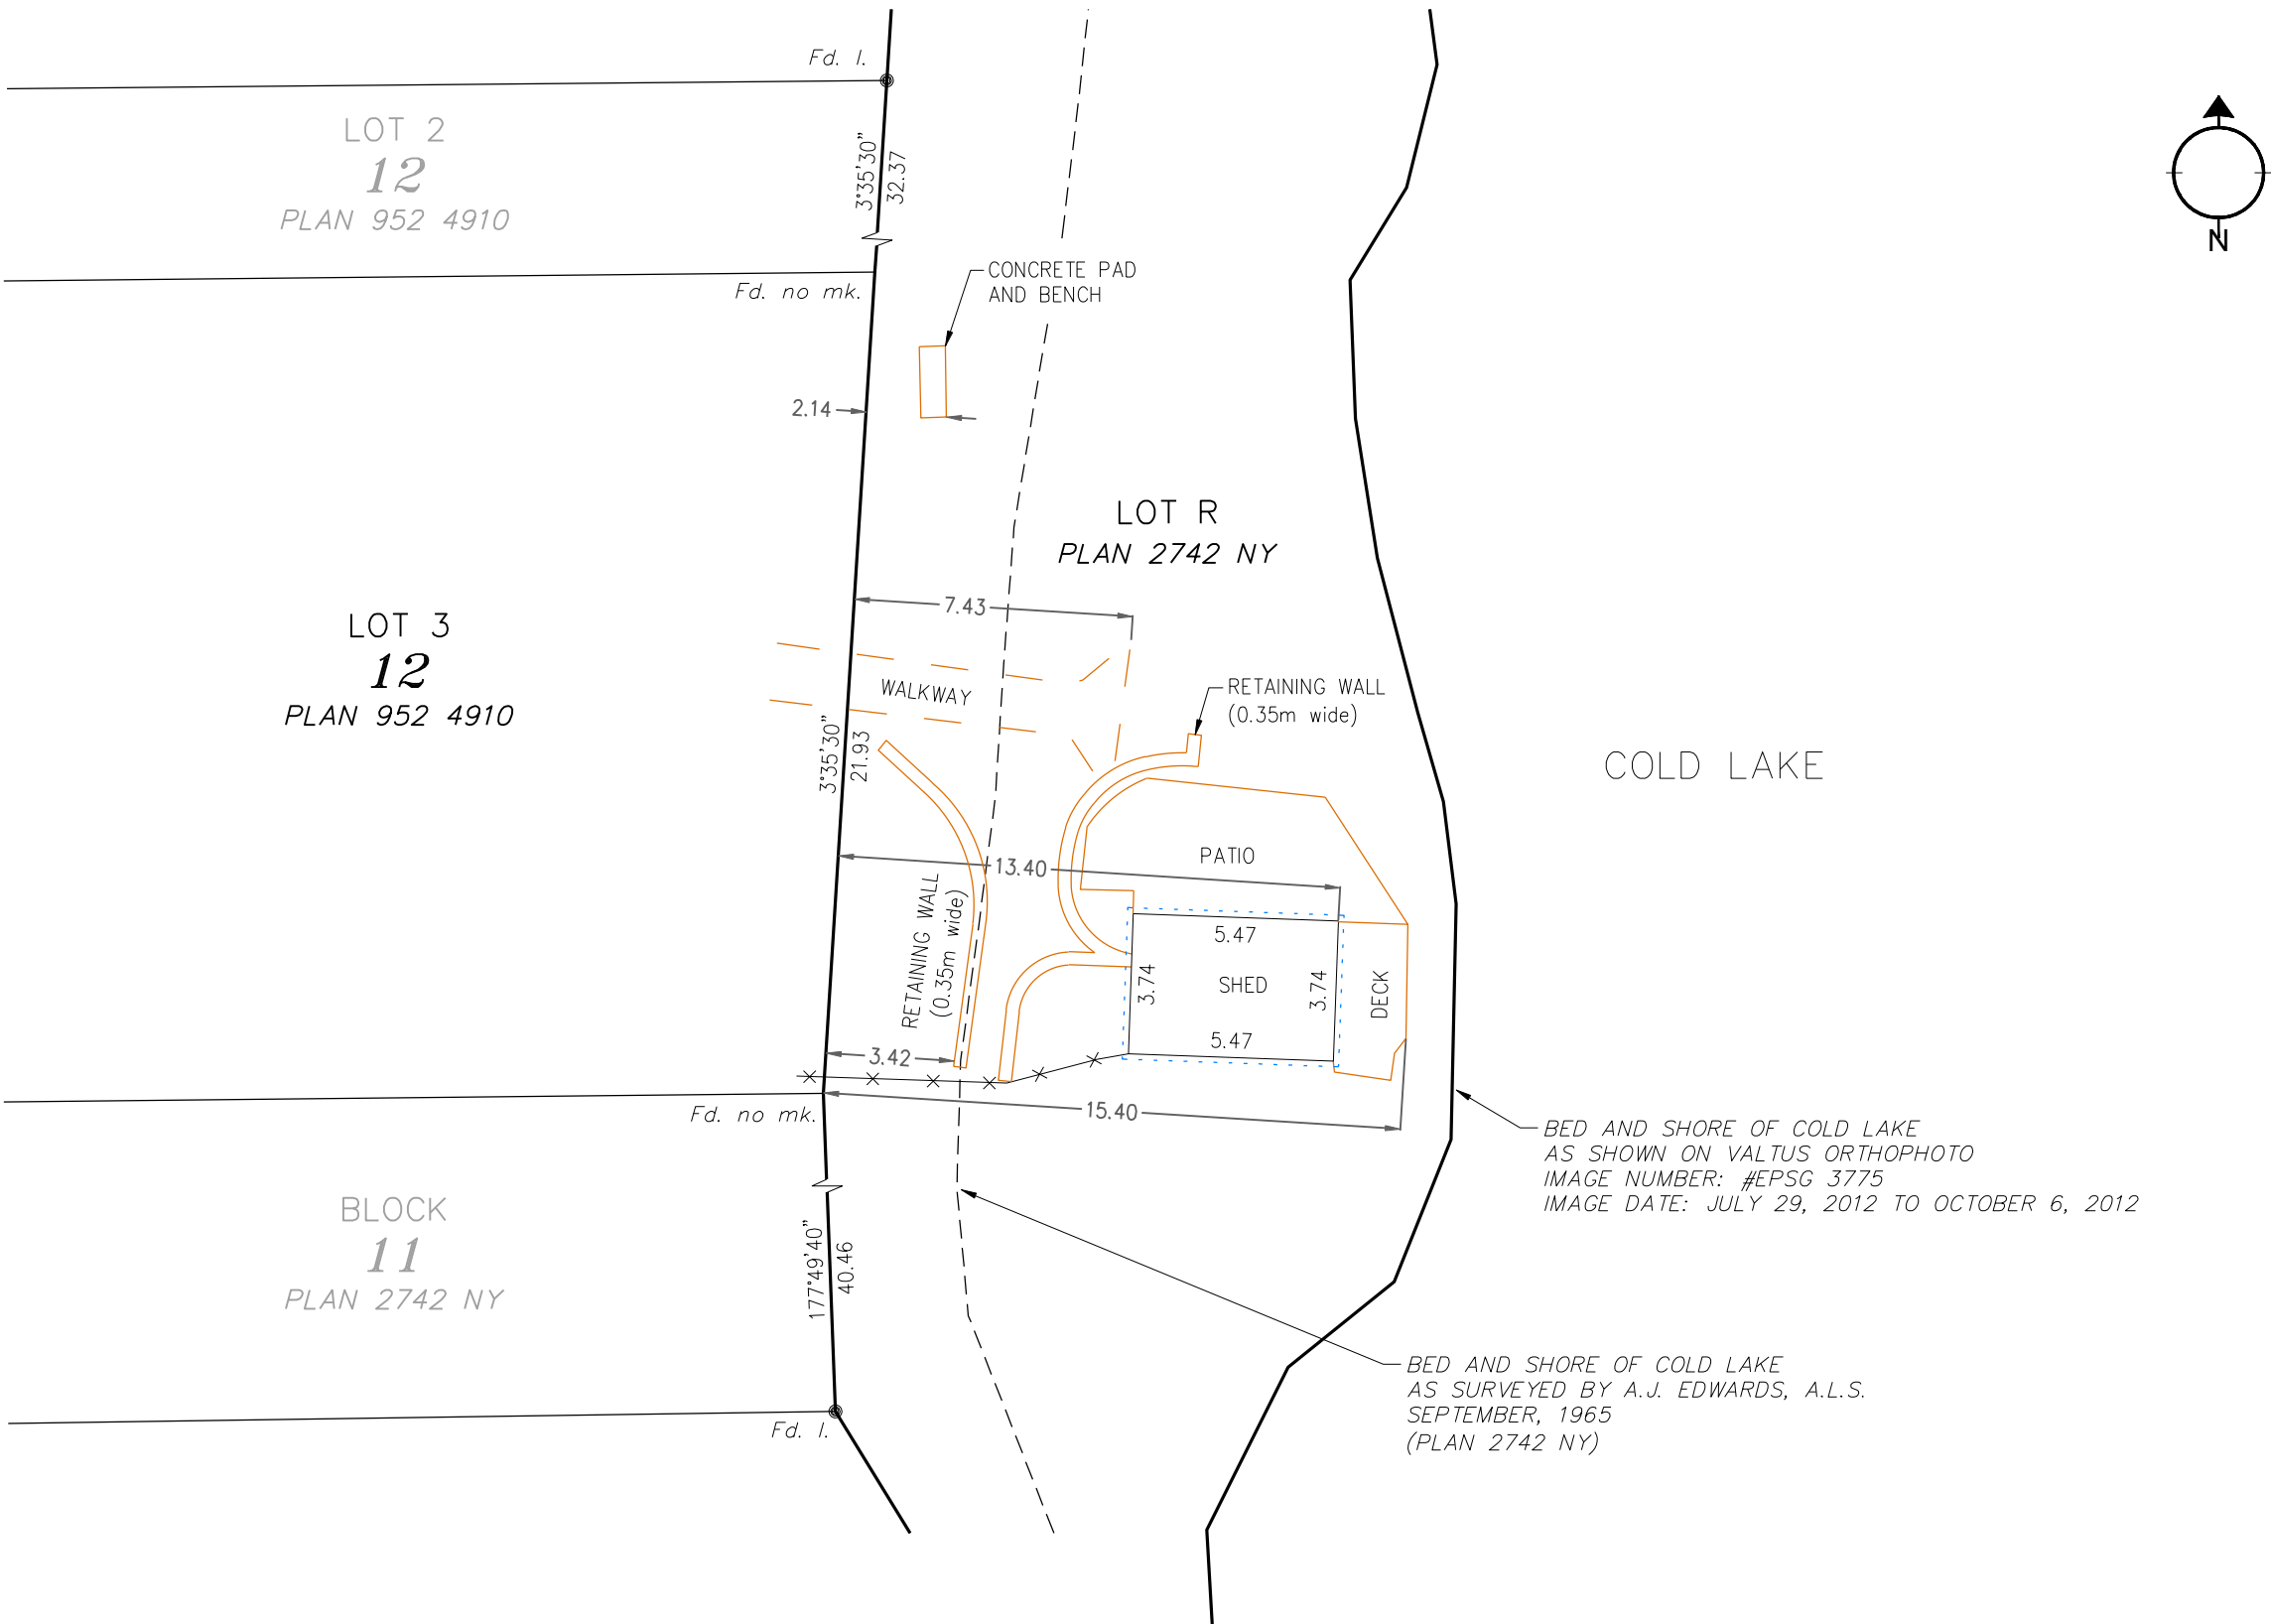 Fd. I.
LOT 2
12
PLAN 952 4910
3°35'30"
32.37
N
CONCRETE PAD
AND BENCH
Fd. no mk.
2.14
LOT R
PLAN 2742 NY
7.43
LOT 3
12
PLAN 952 4910
WALKWAY
RETAINING WALL
(0.35m wide)
3°35'30"
21.93
COLD LAKE
13.40
PATIO
RETAINING WALL
(0.35m wide)
5.47
3.74
SHED
3.74
DECK
5.47
3.42
15.40
Fd. no mk.
BED AND SHORE OF COLD LAKE
AS SHOWN ON VALTUS ORTHOPHOTO
IMAGE NUMBER: #EPSG 3775
IMAGE DATE: JULY 29, 2012 TO OCTOBER 6, 2012
BLOCK
11
PLAN 2742 NY
177°49'40"
40.46
BED AND SHORE OF COLD LAKE
AS SURVEYED BY A.J. EDWARDS, A.L.S.
SEPTEMBER, 1965
(PLAN 2742 NY)
Fd. I.